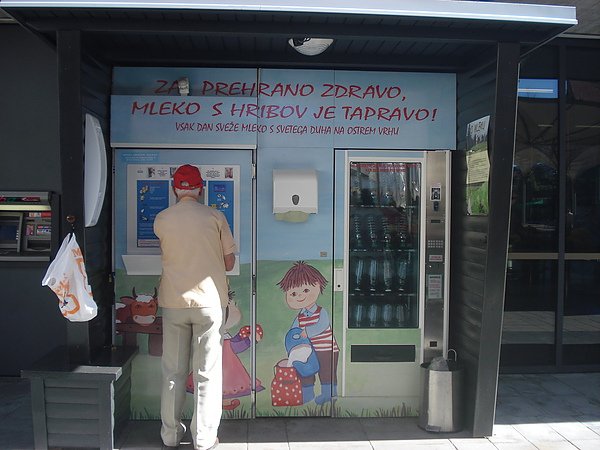 ZA PREHRANO ZDRAVO,
MLEKO S HRIBOV JE TAPRAVO!
VSAK DAN SVEŽE MLEKO S SVETEGA DUHA NA OSTREM VRHU